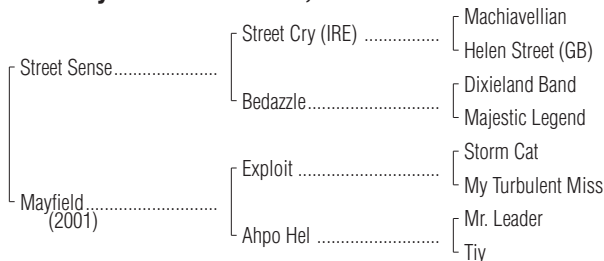 Machiavellian
Street Cry (IRE) ................
Helen Street (GB)
Street Sense......................
Dixieland Band
Bedazzle............................
Majestic Legend
Storm Cat
Exploit ..............................
My Turbulent Miss
Mayfield............................
(2001)
Mr. Leader
Ahpo Hel ..........................
Tiy